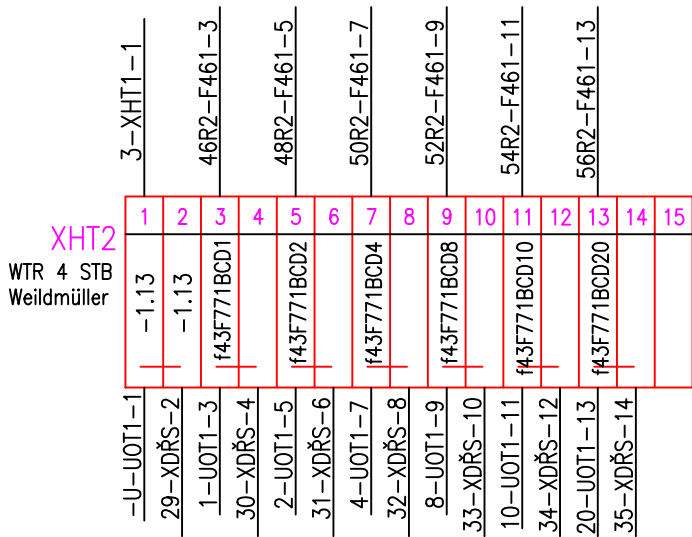 3-XHT1-1
46R2-F461-3
48R2-F461-5
50R2-F461-7
52R2-F461-9
54R2-F461-11
56R2-F461-13
XHT2
1 2 3 4 5 6 7 8 9 10 11 12 13 14 15
WTR 4 STB
Weildmüller
-1.13
-1.13
f43F771BCD1
f43F771BCD2
f43F771BCD4
f43F771BCD8
f43F771BCD10
f43F771BCD20
-U-UOT1-1
29-XDŘS-2
1-UOT1-3
30-XDŘS-4
2-UOT1-5
31-XDŘS-6
4-UOT1-7
32-XDŘS-8
8-UOT1-9
33-XDŘS-10
10-UOT1-11
34-XDŘS-12
20-UOT1-13
35-XDŘS-14